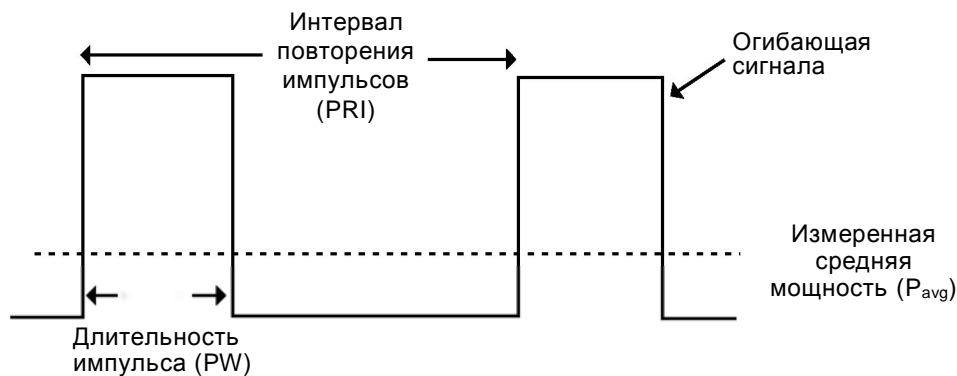 Интервал
повторения
импульсов
(PRI)
Огибающая
сигнала
Измеренная
средняя
мощность (Pavg)
Длительность
импульса (PW)